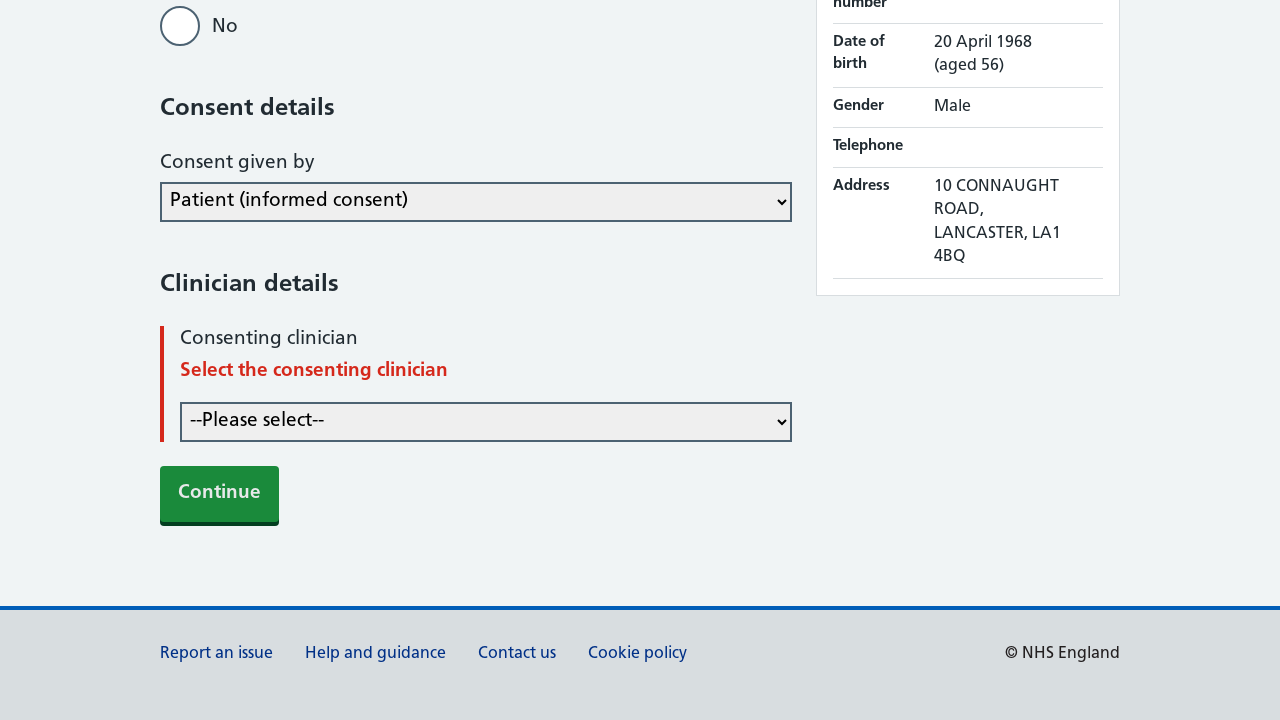 No
Consent details
Consent given by
Patient (informed consent)
Clinician details
Consenting clinician
Select the consenting clinician
--Please select--
Continue
number
Date of birth
20 April 1968
(aged 56)
Gender
Male
Telephone
Address
10 CONNAUGHT
ROAD,
LANCASTER, LA1
4BQ
Report an issue
Help and guidance
Contact us
Cookie policy
© NHS England